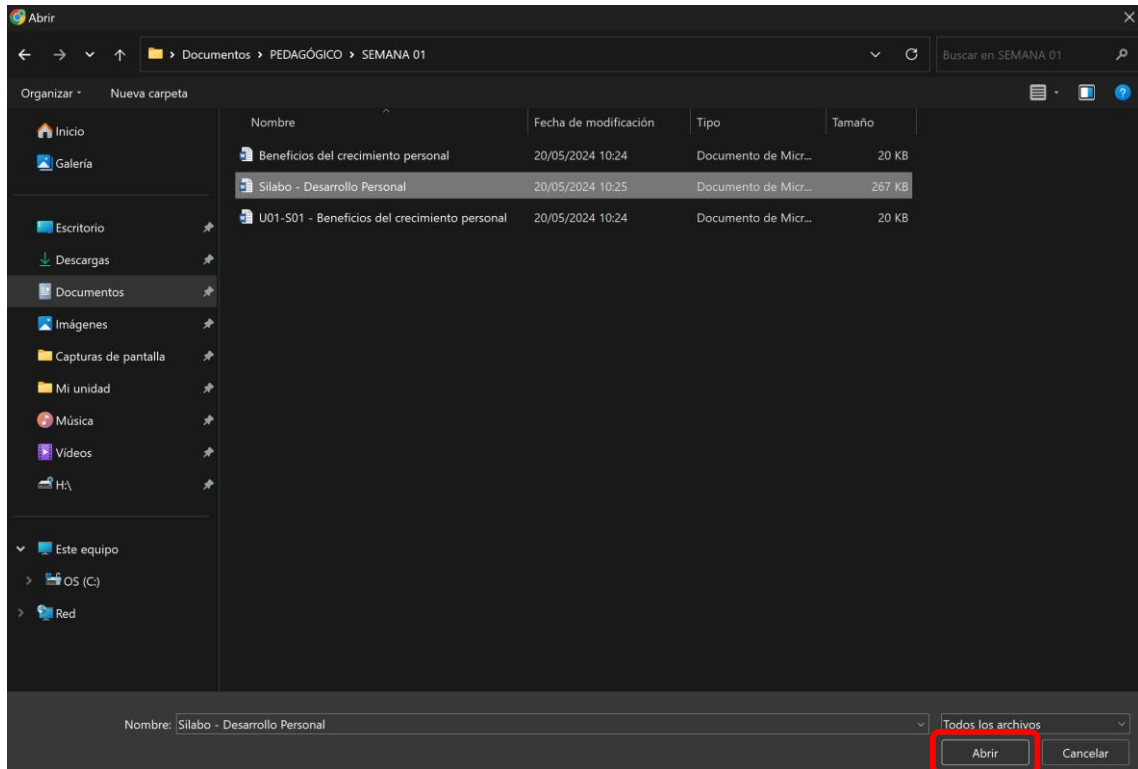 Abrir
Documentos > PEDAGÓGICO > SEMANA 01
Buscar en SEMANA 01
Organizar
Nueva carpeta
Nombre Fecha de modificación Tipo Tamaño
Beneficios del crecimiento personal 20/05/2024 10:24 Documento de Micr... 20 KB
Silabo - Desarrollo Personal 20/05/2024 10:25 Documento de Micr... 267 KB
U01-S01 - Beneficios del crecimiento personal 20/05/2024 10:24 Documento de Micr... 20 KB
Inicio
Galería
Escritorio
Descargas
Documentos
Imágenes
Capturas de pantalla
Mi unidad
Música
Vídeos
H:\
Este equipo
OS (C:)
Red
Nombre: Silabo - Desarrollo Personal
Todos los archivos
Abrir Cancelar